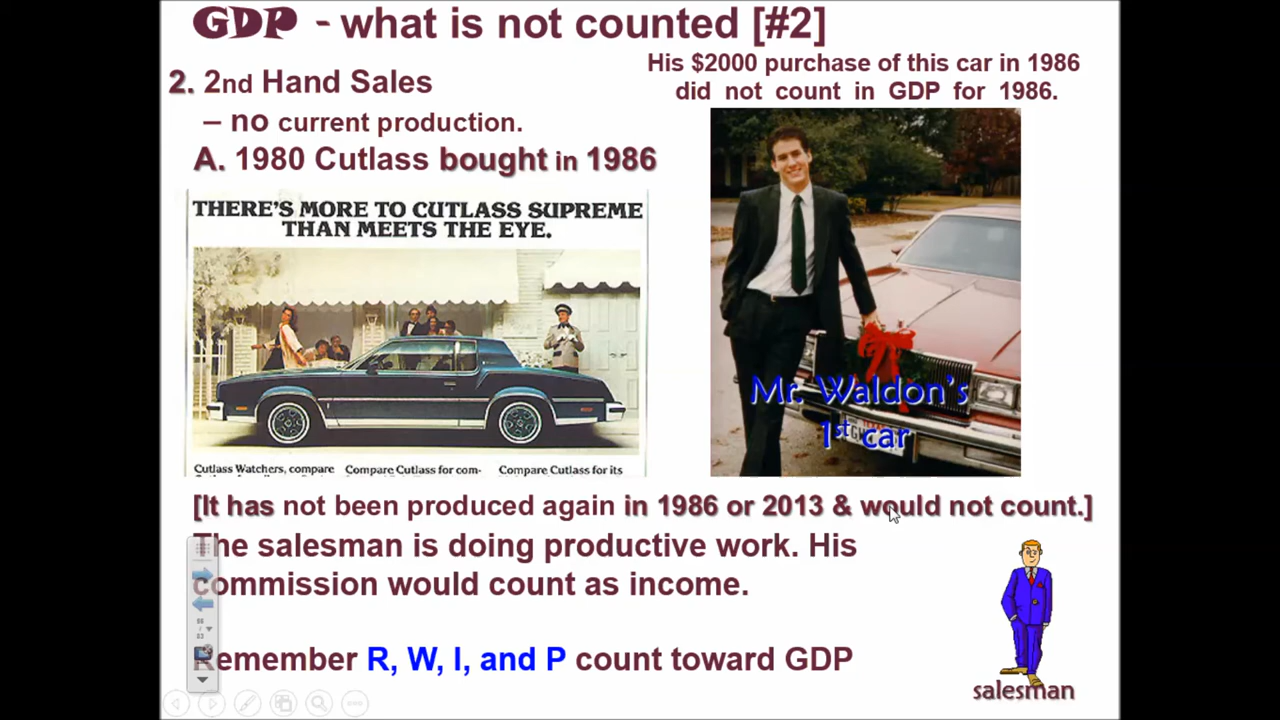 GDP - what is not counted [#2]
His $2000 purchase of this car in 1986
did not count in GDP for 1986.
2. 2nd Hand Sales
– no current production.
A. 1980 Cutlass bought in 1986
THERE'S MORE TO CUTLASS SUPREME
THAN MEETS THE EYE.
Cutlass Watchers, compare
Compare Cutlass for com-
Compare Cutlass for its
Mr. Waldon's
1st car
[It has not been produced again in 1986 or 2013 & would not count.]
The salesman is doing productive work. His
commission would count as income.
Remember R, W, I, and P count toward GDP
salesman